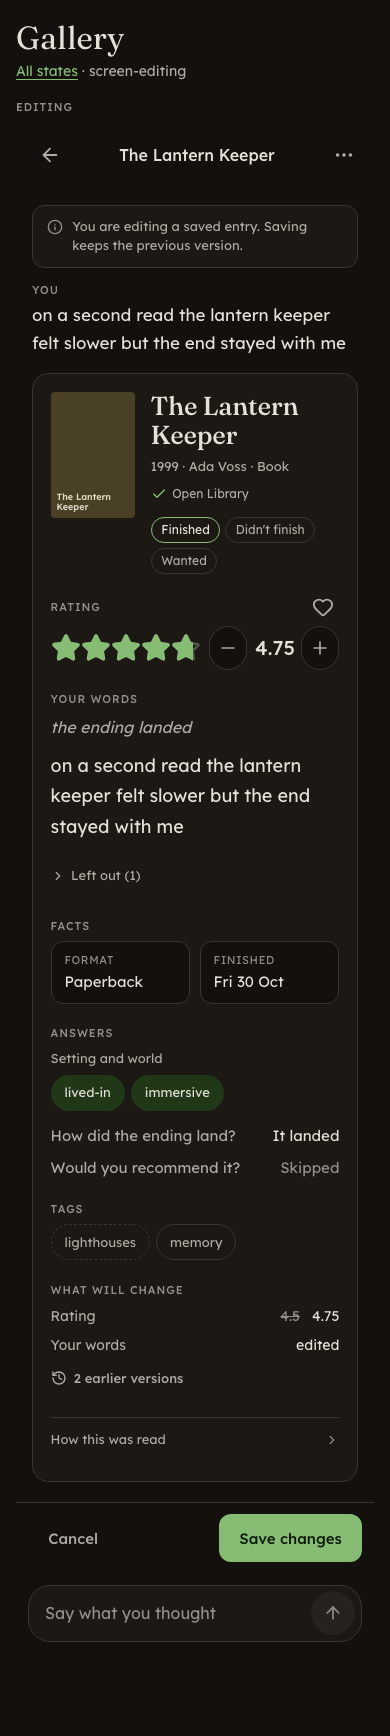 Gallery
All states · screen-editing
EDITING
The Lantern Keeper
You are editing a saved entry. Saving
keeps the previous version.
YOU
on a second read the lantern keeper
felt slower but the end stayed with me
The Lantern
Keeper
The Lantern
Keeper
1999 · Ada Voss · Book
Open Library
Finished
Didn't finish
Wanted
RATING
4.75
YOUR WORDS
the ending landed
on a second read the lantern
keeper felt slower but the end
stayed with me
Left out (1)
FACTS
FORMAT
Paperback
FINISHED
Fri 30 Oct
ANSWERS
Setting and world
lived-in
immersive
How did the ending land? It landed
Would you recommend it? Skipped
TAGS
lighthouses
memory
WHAT WILL CHANGE
Rating 4.5 4.75
Your words edited
2 earlier versions
How this was read
Cancel
Save changes
Say what you thought